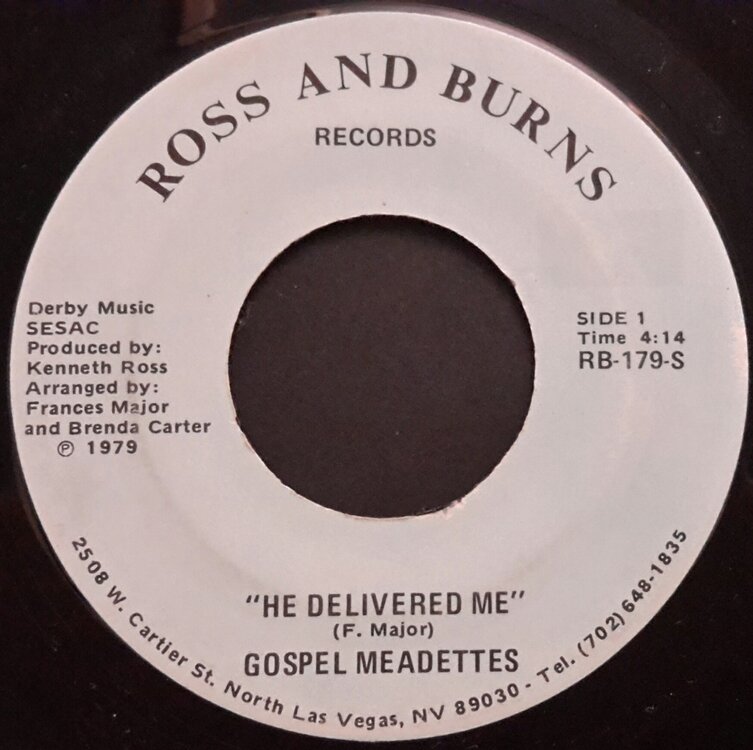 ROSS AND BURNS
RECORDS
Derby Music
SESAC
Produced by:
Kenneth Ross
Arranged by:
Frances Major
and Brenda Carter
℗ 1979
SIDE 1
Time 4:14
RB-179-S
"HE DELIVERED ME"
(F. Major)
GOSPEL MEADETTES
2508 W. Cartier St. North Las Vegas, NV 89030 - Tel. (702) 648-1835